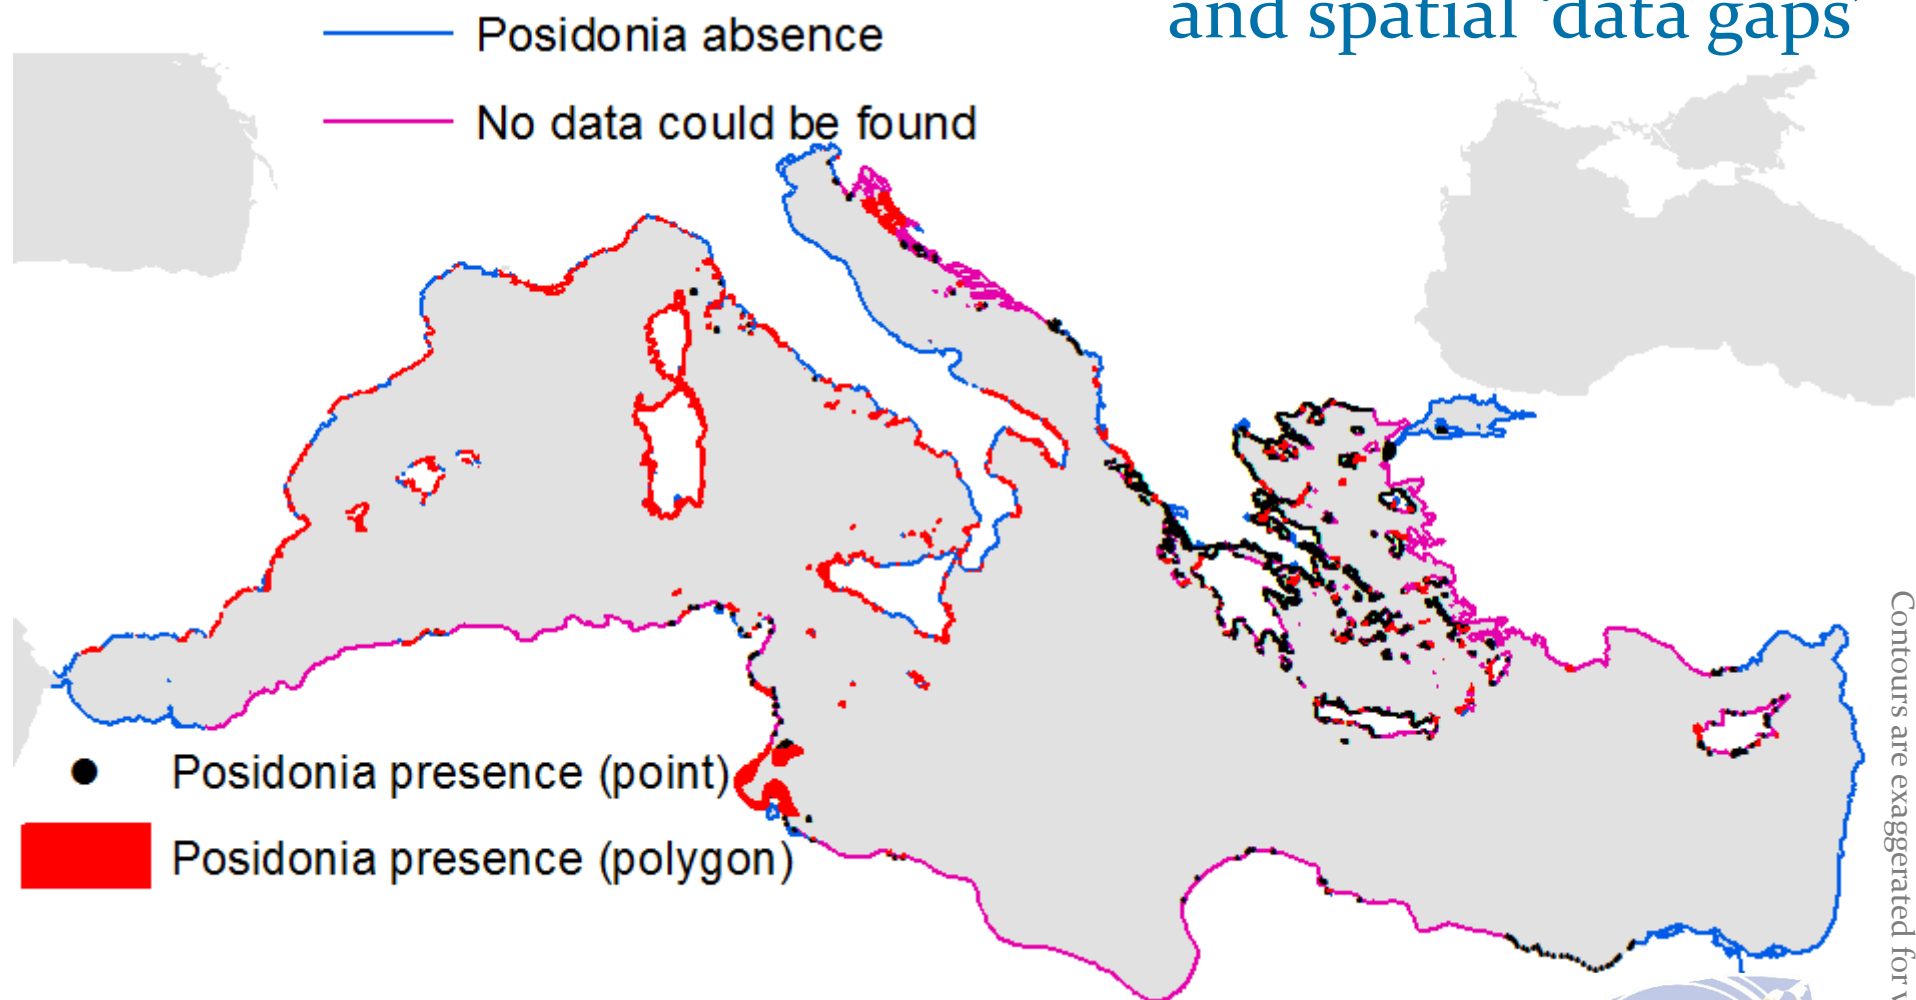 and spatial ‘data gaps’
Posidonia absence
No data could be found
Posidonia presence (point)
Posidonia presence (polygon)
Contours are exaggerated for